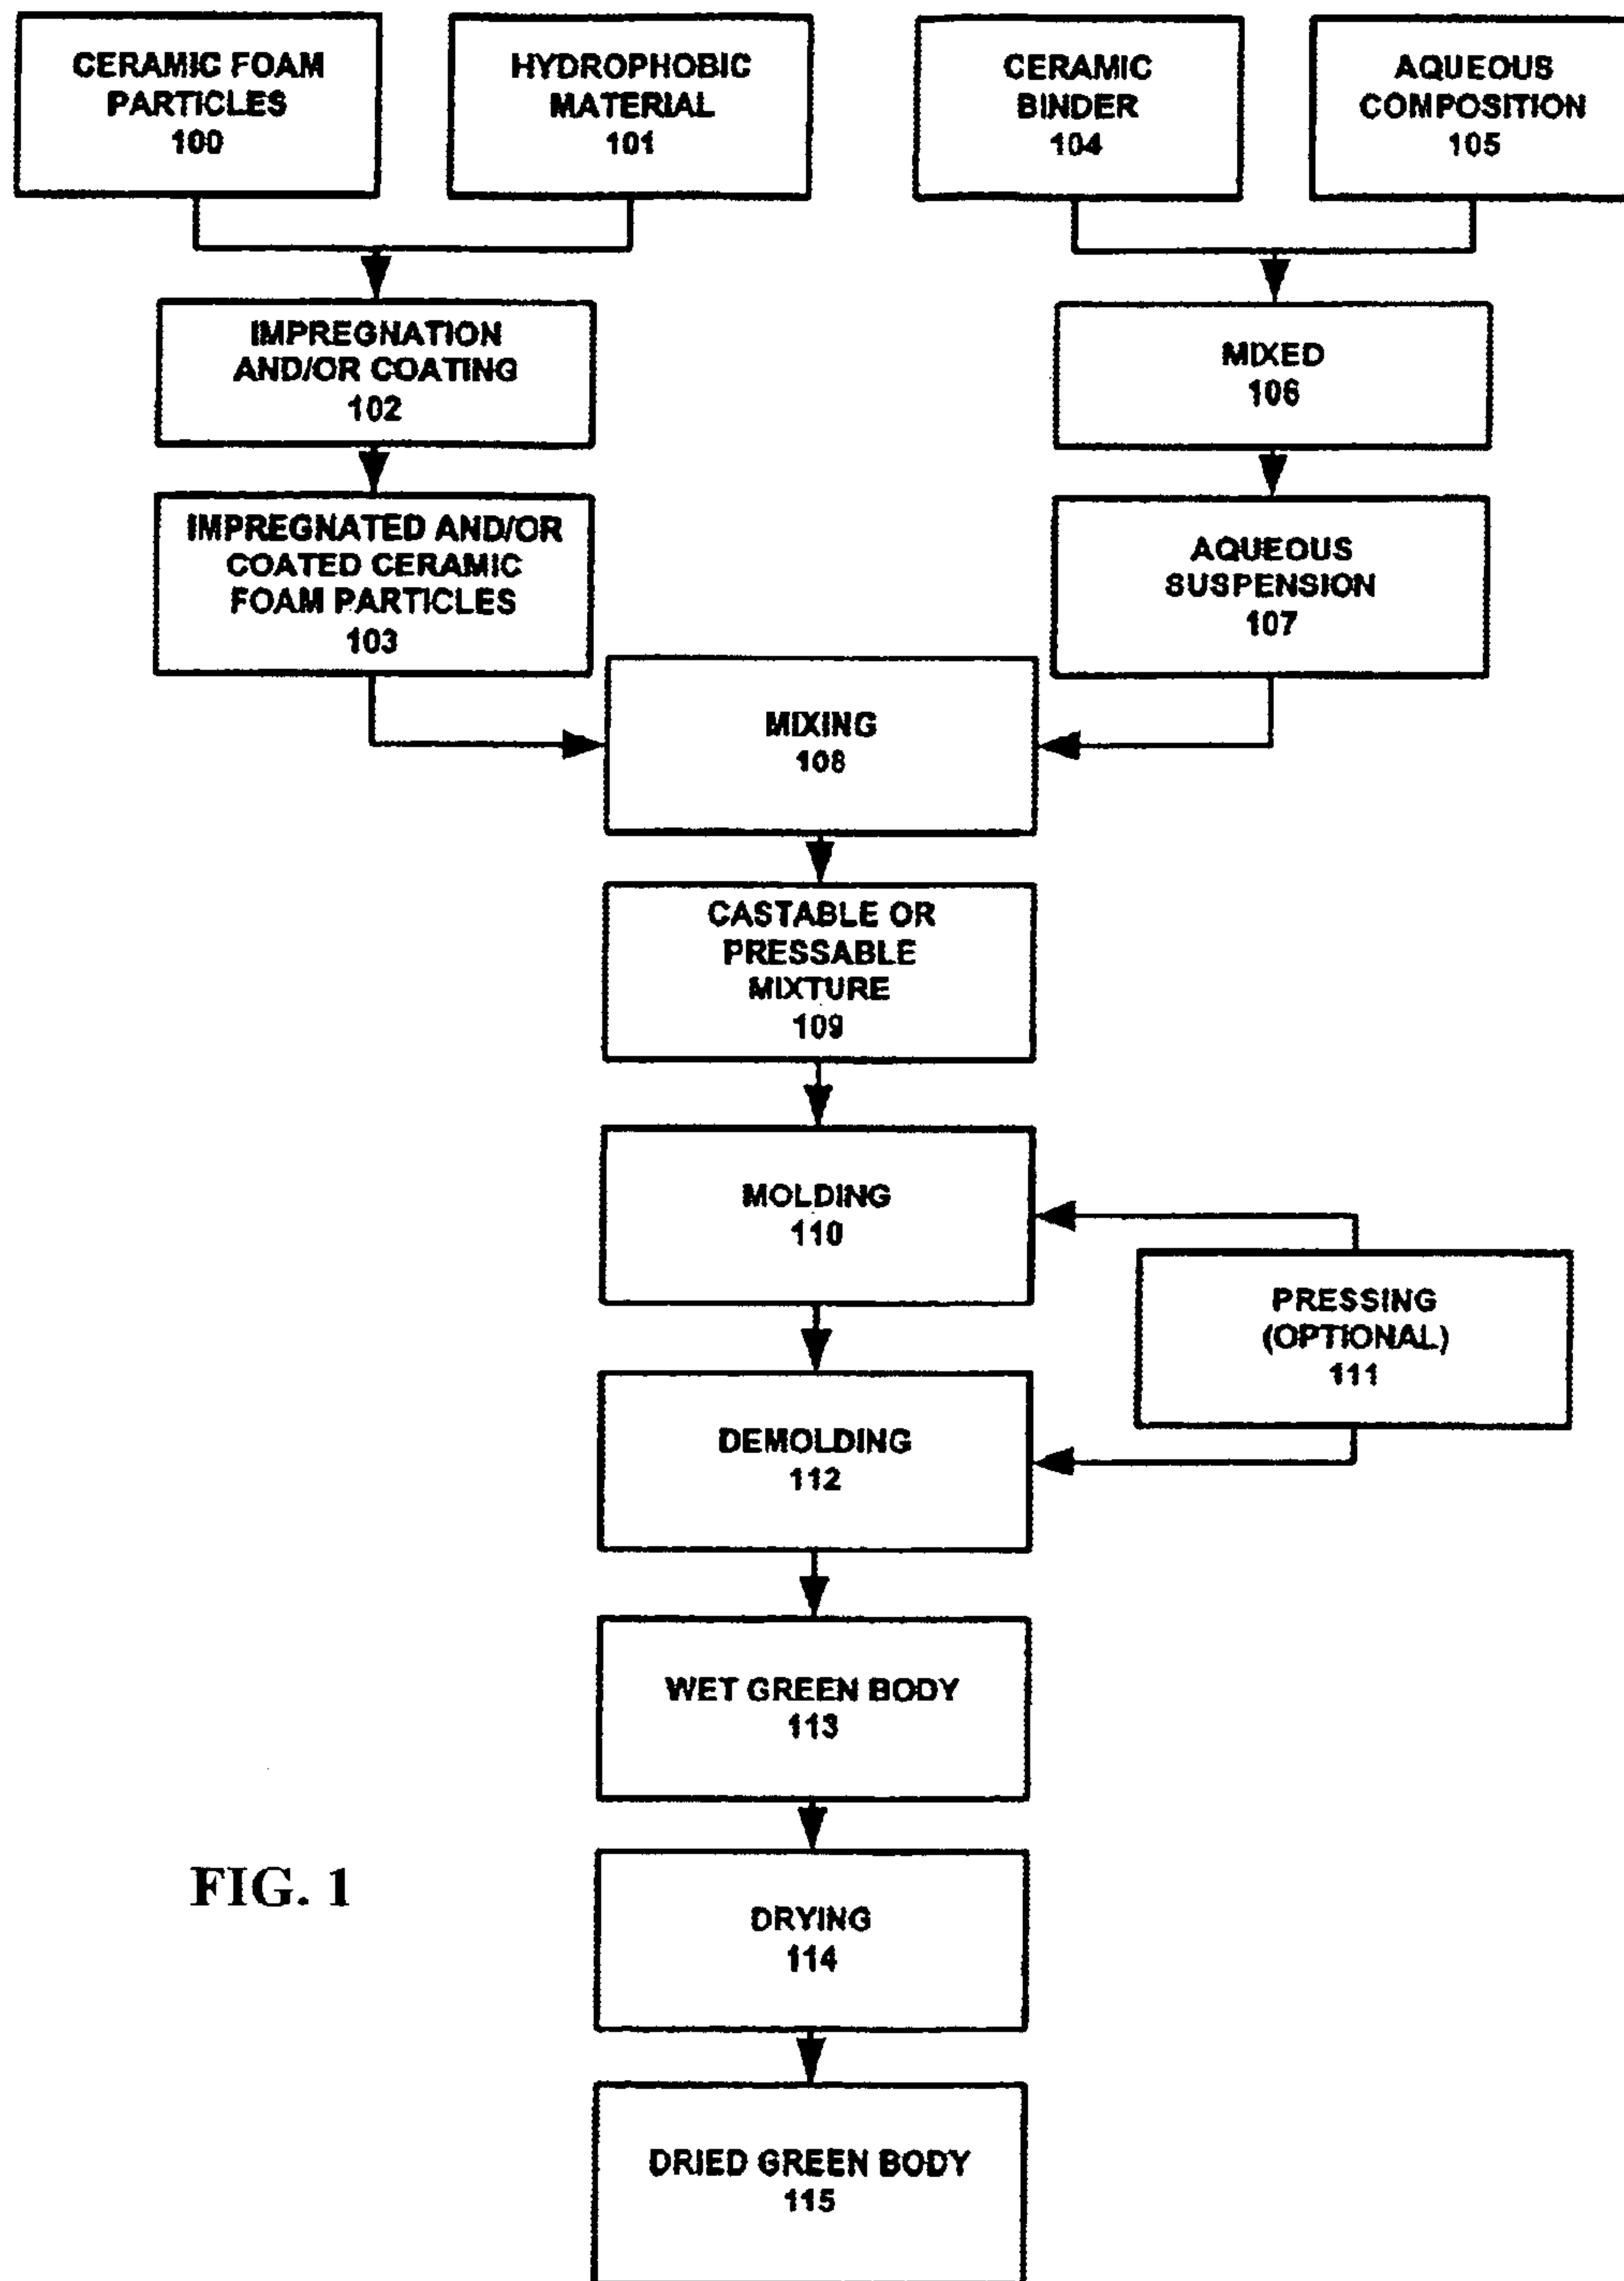 CERAMIC FOAM
PARTICLES
100
HYDROPHOBIC
MATERIAL
101
CERAMIC
BINDER
104
AQUEOUS
COMPOSITION
105
IMPREGNATION
AND/OR COATING
102
MIXED
106
IMPREGNATED AND/OR
COATED CERAMIC
FOAM PARTICLES
103
AQUEOUS
SUSPENSION
107
MIXING
108
CASTABLE OR
PRESSABLE
MIXTURE
109
MOLDING
110
PRESSING
(OPTIONAL)
111
DEMOLDING
112
WET GREEN BODY
113
FIG. 1
DRYING
114
DRIED GREEN BODY
115